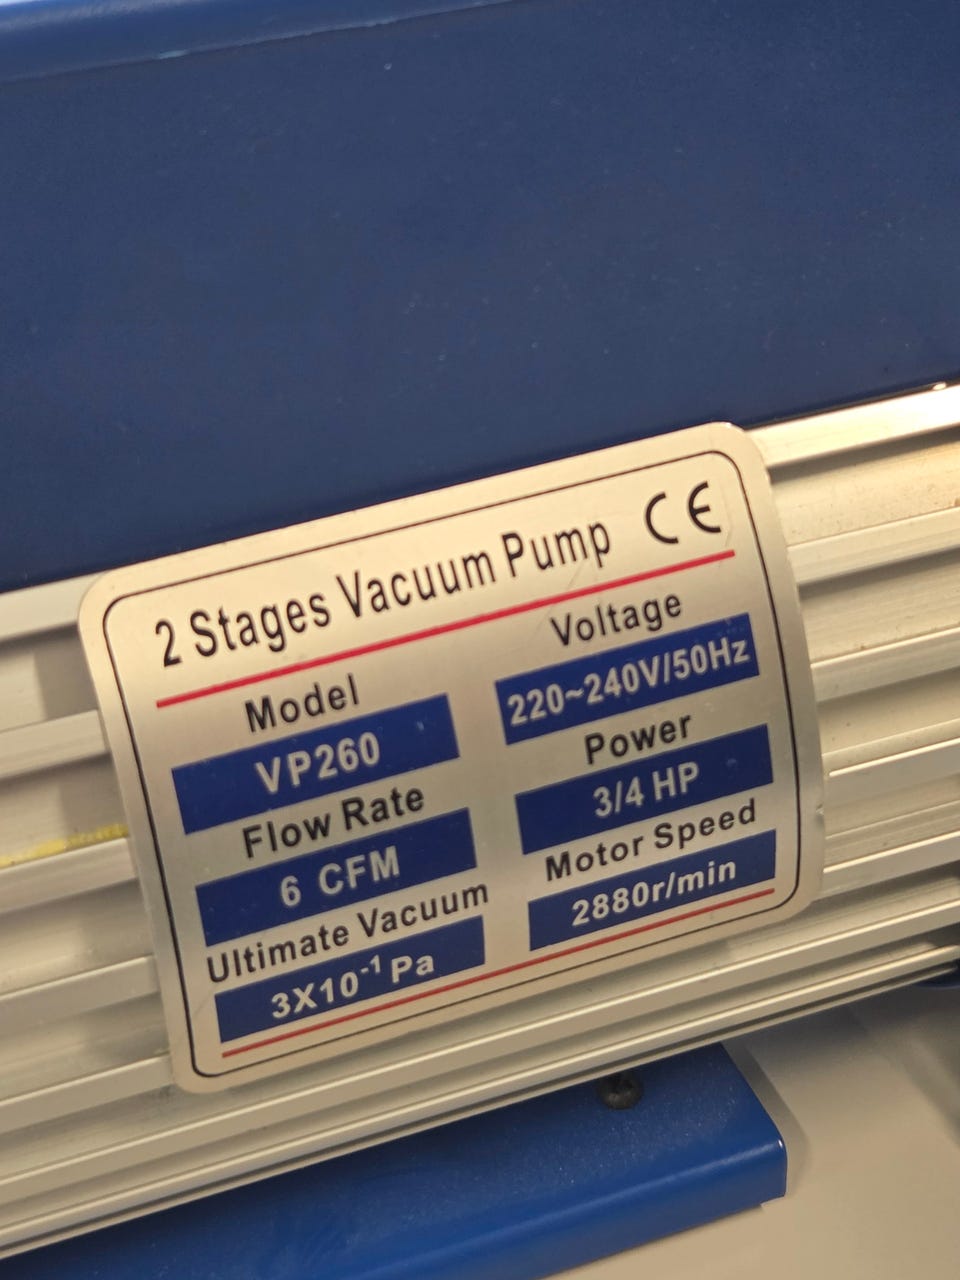 2 Stages Vacuum Pump CE
Model
VP260
Flow Rate
6 CFM
Ultimate Vacuum
3X10⁻¹ Pa
Voltage
220~240V/50Hz
Power
3/4 HP
Motor Speed
2880r/min